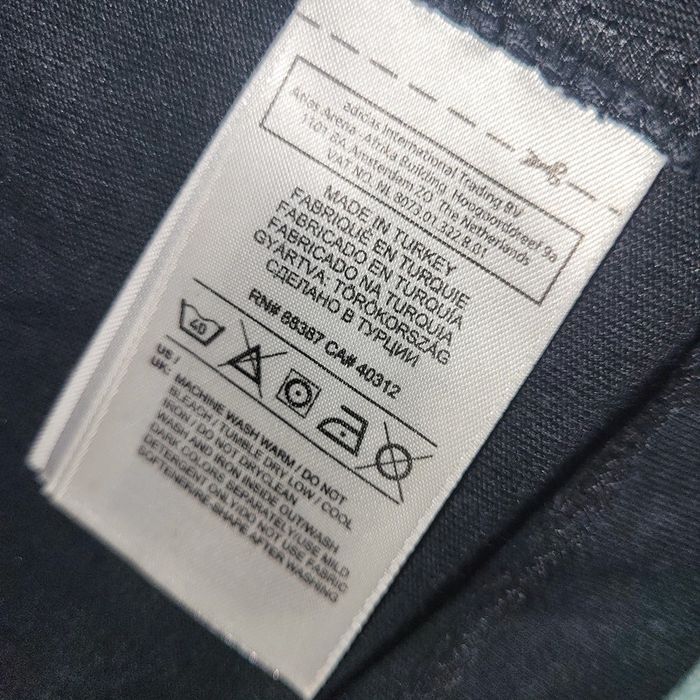 adidas International Trading BV
Atlas Arena, Afrika Building, Hoogoorddreef 9a
1101 BA, Amsterdam ZO, The Netherlands
VAT NO. NL 8073.01.322.B.01
MADE IN TURKEY
FABRIQUÉ EN TURQUIE
FABRICADO EN TURQUÍA
FABRICADO NA TURQUIA
GYÁRTVA: TÖRÖKORSZÁG
СДЕЛАНО В ТУРЦИИ
RN# 88387 CA# 40312
40
US /
UK: MACHINE WASH WARM / DO NOT
BLEACH / TUMBLE DRY LOW / COOL
IRON / DO NOT DRYCLEAN
WASH AND IRON INSIDE OUT/WASH
DARK COLORS SEPARATELY/USE MILD
DETERGENT ONLY/DO NOT USE FABRIC
SOFTENER/RE SHAPE AFTER WASHING